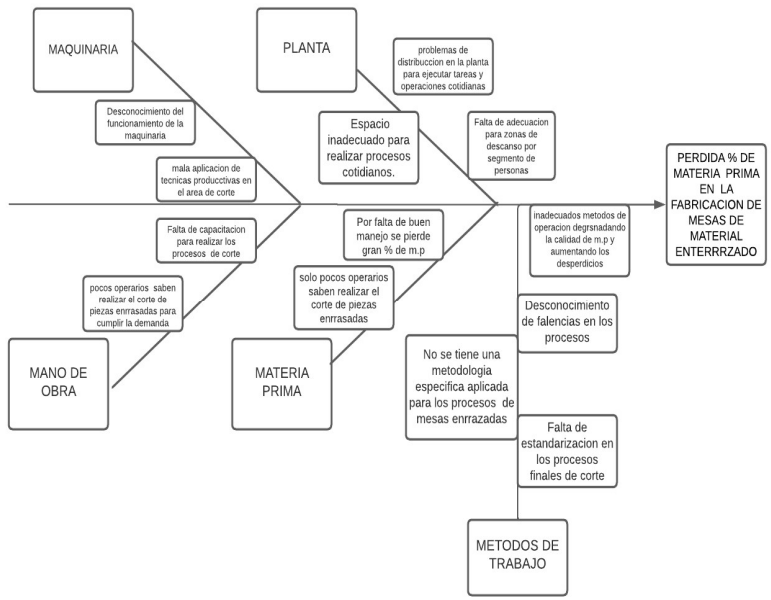 MAQUINARIA
PLANTA
problemas de
distribuccion en la planta
para ejecutar tareas y
operaciones cotidianas
Desconocimiento del
funcionamiento de la
maquinaria
Espacio
inadecuado para
realizar procesos
cotidianos.
Falta de adecuacion
para zonas de
descanso por
segmento de
personas
mala aplicacion de
tecnicas producctivas en
el area de corte
PERDIDA % DE
MATERIA PRIMA
EN LA
FABRICACION DE
MESAS DE
MATERIAL
ENTERRRZADO
Falta de capacitacion
para realizar los
procesos de corte
Por falta de buen
manejo se pierde
gran % de m.p
inadecuados metodos de
operacion degrsnadando
la calidad de m.p y
aumentando los
desperdicios
pocos operarios saben
realizar el corte de
piezas enrrasadas para
cumplir la demanda
solo pocos operarios
saben realizar el
corte de piezas
enrrasadas
Desconocimiento
de falencias en los
procesos
MANO DE
OBRA
MATERIA
PRIMA
No se tiene una
metodologia
especifica aplicada
para los procesos de
mesas enrrazadas
Falta de
estandarizacion en
los procesos
finales de corte
METODOS DE
TRABAJO